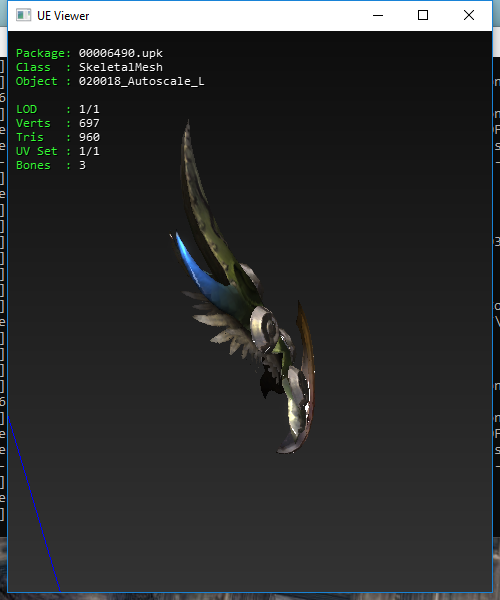 UE Viewer
Package: 00006490.upk
Class : SkeletalMesh
Object : 020018_Autoscale_L
LOD : 1/1
Verts : 697
Tris : 960
UV Set : 1/1
Bones : 3